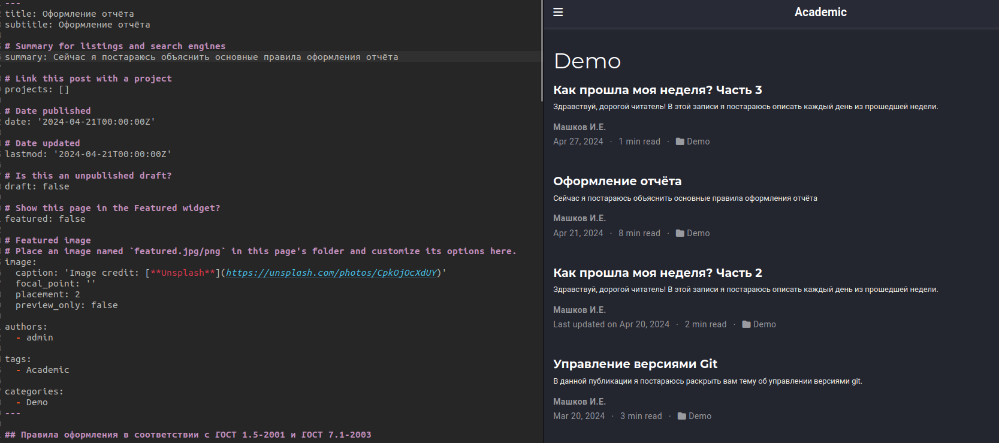 ---
title: Оформление отчёта
subtitle: Оформление отчёта
# Summary for listings and search engines
summary: Сейчас я постараюсь объяснить основные правила оформления отчёта
# Link this post with a project
projects: []
# Date published
date: '2024-04-21T00:00:00Z'
# Date updated
lastmod: '2024-04-21T00:00:00Z'
# Is this an unpublished draft?
draft: false
# Show this page in the Featured widget?
featured: false
# Featured image
# Place an image named `featured.jpg/png` in this page's folder and customize its options here.
image:
  caption: 'Image credit: [**Unsplash**](https://unsplash.com/photos/CpkOjOcXdUY)'
  focal_point: ''
  placement: 2
  preview_only: false
authors:
  - admin
tags:
  - Academic
categories:
  - Demo
---
## Правила оформления в соответствии с ГОСТ 1.5-2001 и ГОСТ 7.1-2003
Academic
Demo
Как прошла моя неделя? Часть 3
Здравствуй, дорогой читатель! В этой записи я постараюсь описать каждый день из прошедшей недели.
Машков И.Е.
Apr 27, 2024 · 1 min read · Demo
Оформление отчёта
Сейчас я постараюсь объяснить основные правила оформления отчёта
Машков И.Е.
Apr 21, 2024 · 8 min read · Demo
Как прошла моя неделя? Часть 2
Здравствуй, дорогой читатель! В этой записи я постараюсь описать каждый день из прошедшей недели.
Машков И.Е.
Last updated on Apr 20, 2024 · 2 min read · Demo
Управление версиями Git
В данной публикации я постараюсь раскрыть вам тему об управлении версиями git.
Машков И.Е.
Mar 20, 2024 · 3 min read · Demo